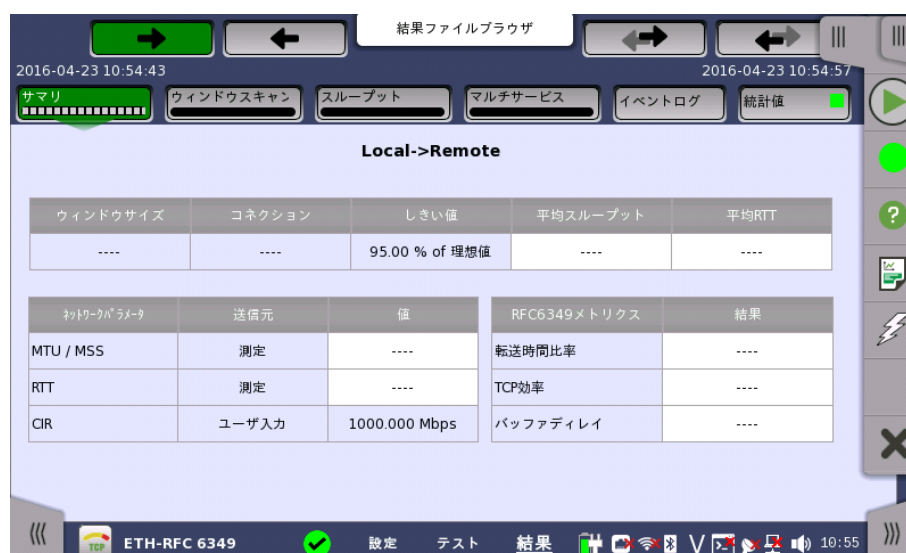 結果ファイルブラウザ
2016-04-23 10:54:43
2016-04-23 10:54:57
サマリ ウィンドウスキャン スループット マルチサービス イベントログ 統計値
Local->Remote
ウィンドウサイズ コネクション しきい値 平均スループット 平均RTT
---- ---- 95.00 % of 理想値 ---- ----
ﾈｯﾄﾜｰｸﾊﾟﾗﾒｰﾀ 送信元 値 RFC6349メトリクス 結果
MTU / MSS 測定 ---- 転送時間比率 ----
RTT 測定 ---- TCP効率 ----
CIR ユーザ入力 1000.000 Mbps バッファディレイ ----
TCP ETH-RFC 6349 設定 テスト 結果 V 10:55